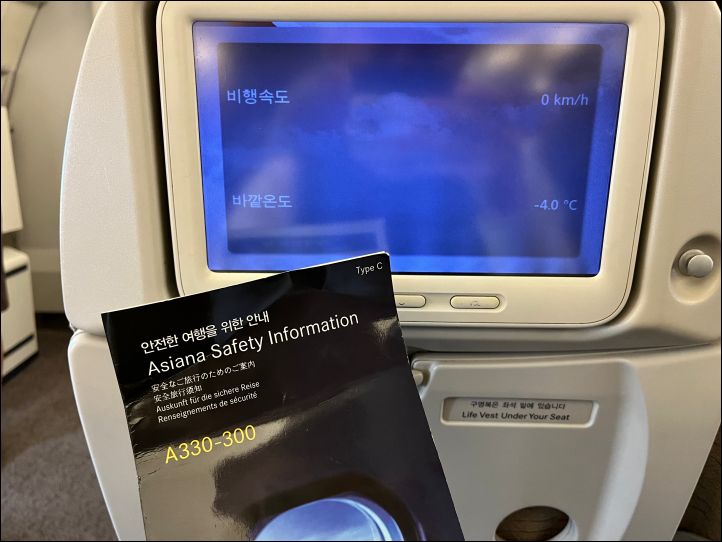 비행속도 0 km/h
바깥온도 -4.0 °C
Type C
안전한 여행을 위한 안내
Asiana Safety Information
安全なご旅行のためのご案内
安全旅行须知
Auskunft für die sichere Reise
Renseignements de sécurité
A330-300
구명복은 좌석 밑에 있습니다
Life Vest Under Your Seat